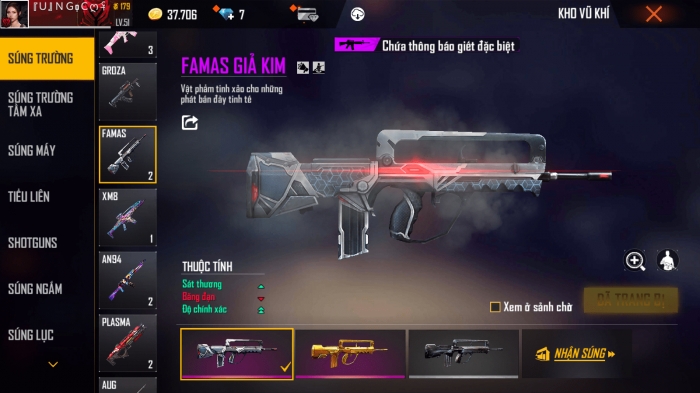 179
LV.51
37.706
7
KHO VŨ KHÍ
SÚNG TRƯỜNG
SÚNG TRƯỜNG
TẦM XA
SÚNG MÁY
TIỂU LIÊN
SHOTGUNS
SÚNG NGẮM
SÚNG LỤC
3
GROZA
FAMAS
2
XM8
1
AN94
2
PLASMA
2
AUG
Chứa thông báo giết đặc biệt
FAMAS GIẢ KIM
Vật phẩm tinh xảo cho những
phát bắn đầy tinh tế
THUỘC TÍNH
Sát thương
Băng đạn
Độ chính xác
Xem ở sảnh chờ
ĐÃ TRANG BỊ
NHẬN SÚNG